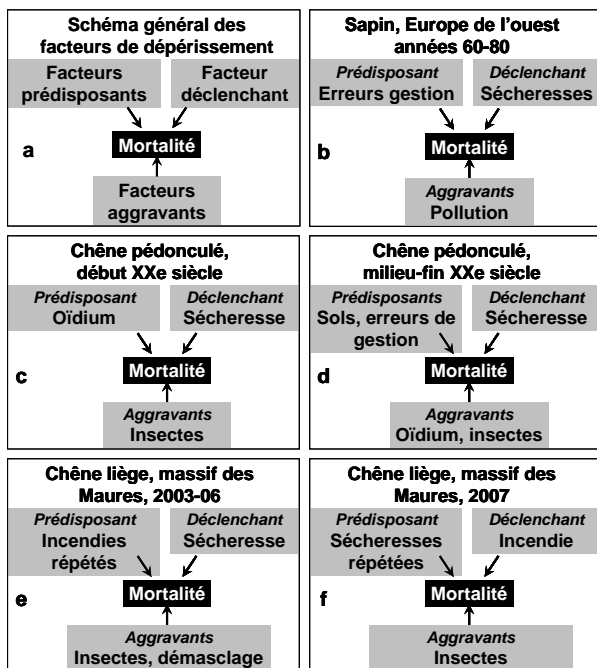 Schéma général des
facteurs de dépérissement
Facteurs
prédisposants
Facteur
déclenchant
Mortalité
a
Facteurs
aggravants
Sapin, Europe de l'ouest
années 60-80
Prédisposant
Erreurs gestion
Déclenchant
Sécheresses
Mortalité
b
Aggravants
Pollution
Chêne pédonculé,
début XXe siècle
Prédisposant
Oïdium
Déclenchant
Sécheresse
Mortalité
c
Aggravants
Insectes
Chêne pédonculé,
milieu-fin XXe siècle
Prédisposants
Sols, erreurs de
gestion
Déclenchant
Sécheresse
Mortalité
d
Aggravants
Oïdium, insectes
Chêne liège, massif des
Maures, 2003-06
Prédisposant
Incendies
répétés
Déclenchant
Sécheresse
Mortalité
e
Aggravants
Insectes, démasclage
Chêne liège, massif des
Maures, 2007
Prédisposant
Sécheresses
répétées
Déclenchant
Incendie
Mortalité
f
Aggravants
Insectes